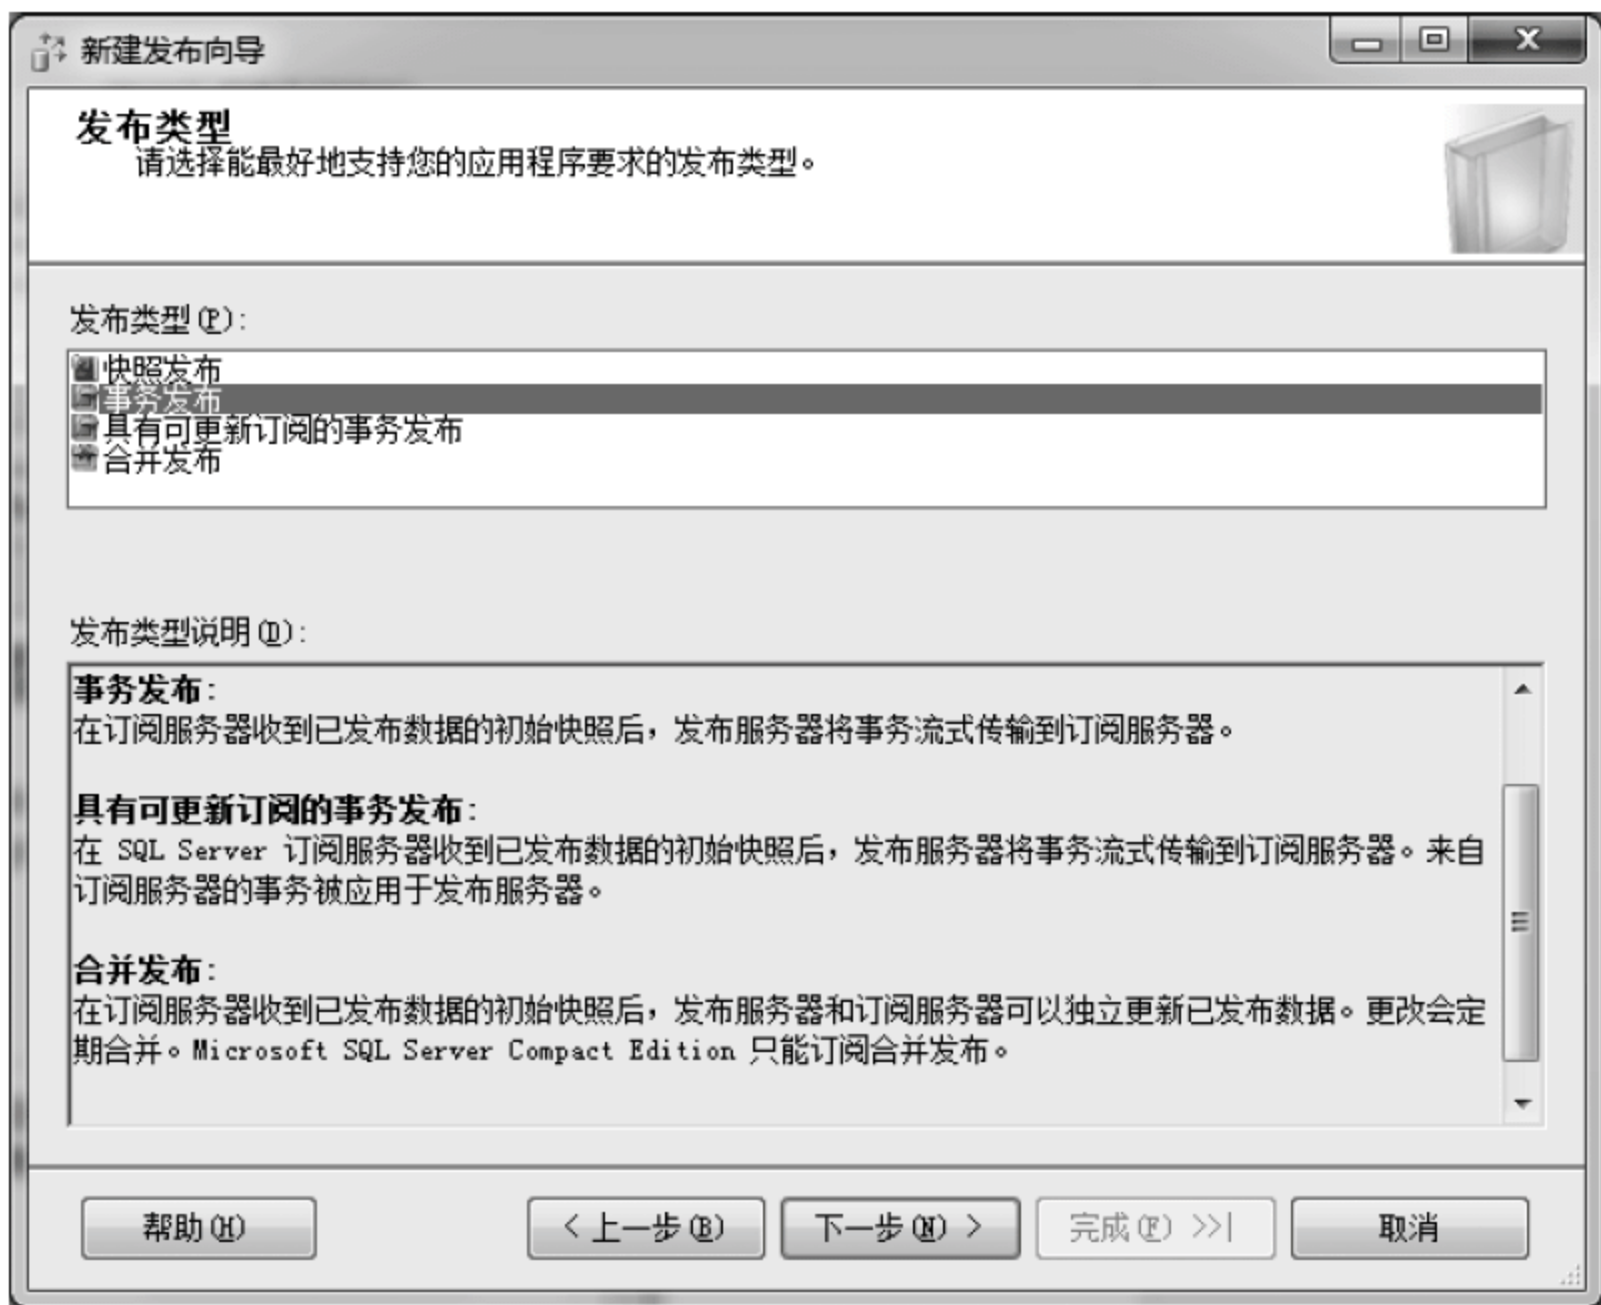 新建发布向导
发布类型
请选择能最好地支持您的应用程序要求的发布类型。
发布类型(P):
快照发布
事务发布
具有可更新订阅的事务发布
合并发布
发布类型说明(D):
事务发布:
在订阅服务器收到已发布数据的初始快照后，发布服务器将事务流式传输到订阅服务器。
具有可更新订阅的事务发布:
在 SQL Server 订阅服务器收到已发布数据的初始快照后，发布服务器将事务流式传输到订阅服务器。来自
订阅服务器的事务被应用于发布服务器。
合并发布:
在订阅服务器收到已发布数据的初始快照后，发布服务器和订阅服务器可以独立更新已发布数据。更改会定
期合并。Microsoft SQL Server Compact Edition 只能订阅合并发布。
帮助(H) < 上一步(B) 下一步(N) > 完成(F) >>| 取消